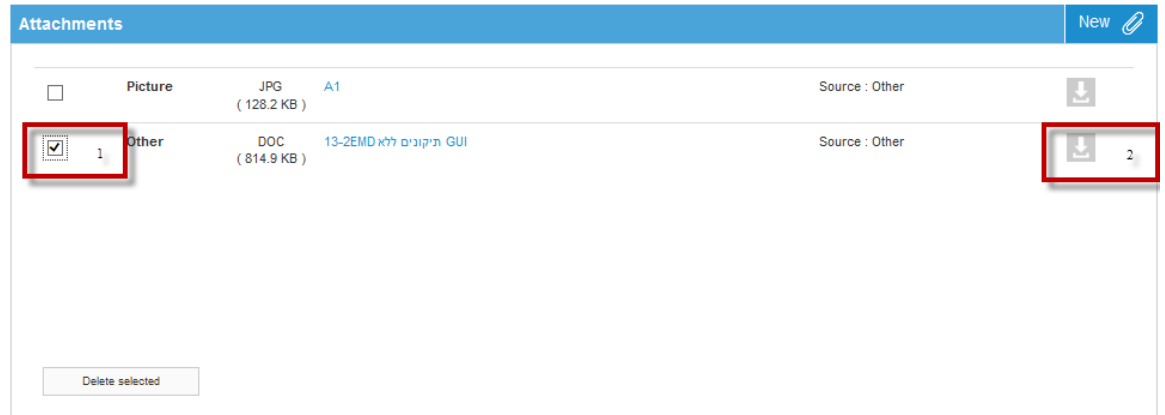 Attachments New
Picture JPG A1 Source : Other
( 128.2 KB )
1 Other DOC 13-2EMD תיקונים ללא GUI Source : Other 2
( 814.9 KB )
Delete selected